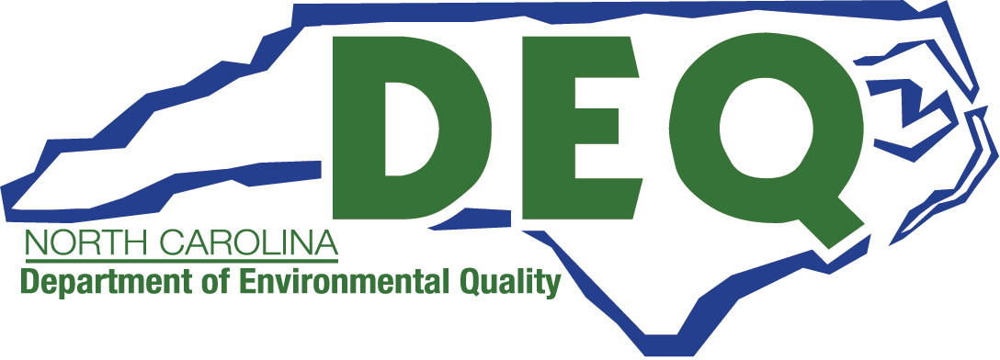 DEQ
NORTH CAROLINA
Department of Environmental Quality